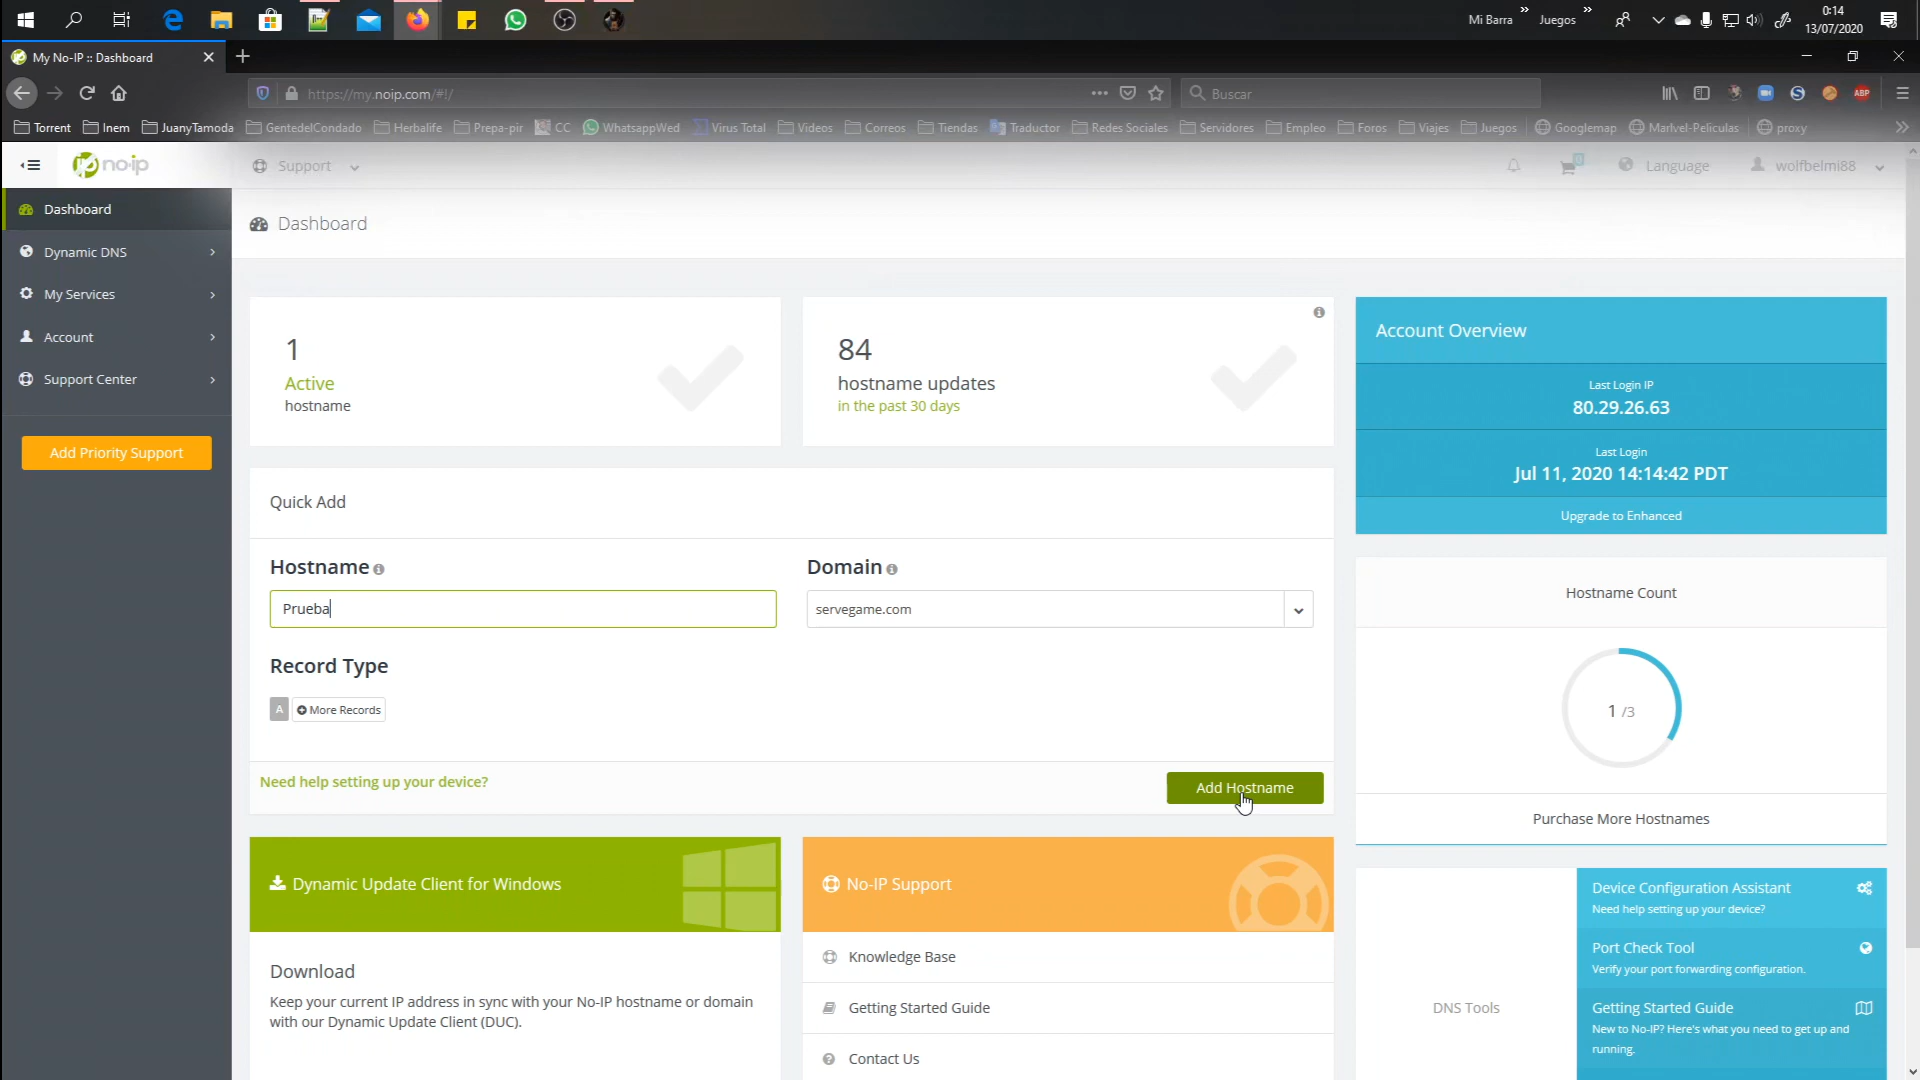 Mi Barra
Juegos
0:14
13/07/2020
My No-IP :: Dashboard
https://my.noip.com/#!/
Buscar
ABP
Torrent
Inem
JuanyTamoda
GentedelCondado
Herbalife
Prepa-pir
CC
WhatsappWed
Virus Total
Videos
Correos
Tiendas
Traductor
Redes Sociales
Servidores
Empleo
Foros
Viajes
Juegos
Googlemap
Marlvel-Peliculas
proxy
no-ip
Support
0
Language
wolfbelmi88
Dashboard
Dynamic DNS
My Services
Account
Support Center
Add Priority Support
Dashboard
1
Active
hostname
84
hostname updates
in the past 30 days
Account Overview
Last Login IP
80.29.26.63
Last Login
Jul 11, 2020 14:14:42 PDT
Upgrade to Enhanced
Quick Add
Hostname
Domain
Prueba
servegame.com
Record Type
A
More Records
Need help setting up your device?
Add Hostname
Hostname Count
1 /3
Purchase More Hostnames
Dynamic Update Client for Windows
Download
Keep your current IP address in sync with your No-IP hostname or domain
with our Dynamic Update Client (DUC).
No-IP Support
Knowledge Base
Getting Started Guide
Contact Us
DNS Tools
Device Configuration Assistant
Need help setting up your device?
Port Check Tool
Verify your port forwarding configuration.
Getting Started Guide
New to No-IP? Here's what you need to get up and
running.